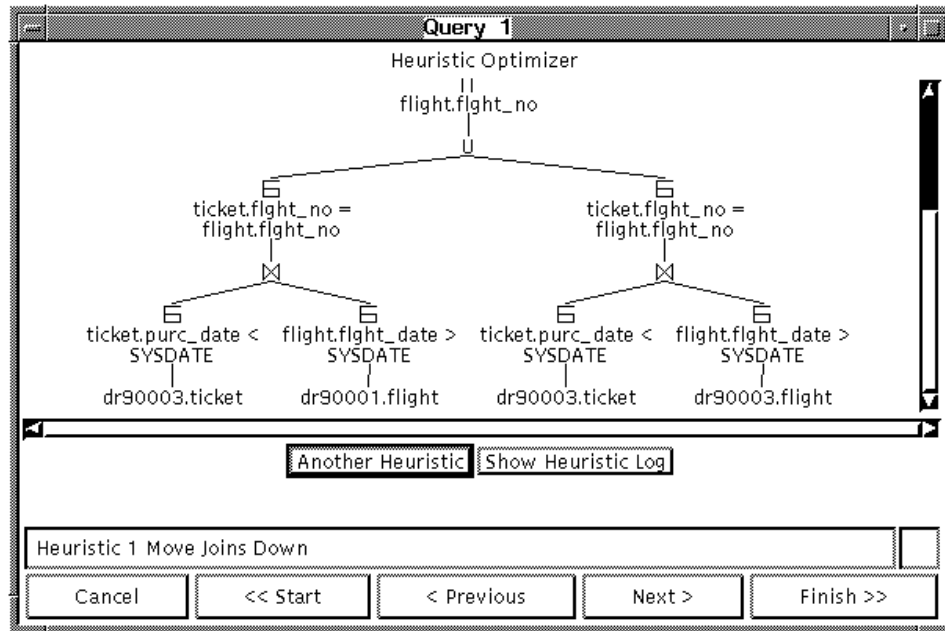 Query 1
Heuristic Optimizer
flight.flght_no
U
ticket.flght_no =
flight.flght_no
ticket.flght_no =
flight.flght_no
⋈
⋈
ticket.purc_date <
SYSDATE
flight.flght_date >
SYSDATE
ticket.purc_date <
SYSDATE
flight.flght_date >
SYSDATE
dr90003.ticket
dr90001.flight
dr90003.ticket
dr90003.flight
Another Heuristic
Show Heuristic Log
Heuristic 1 Move Joins Down
Cancel
<< Start
< Previous
Next >
Finish >>